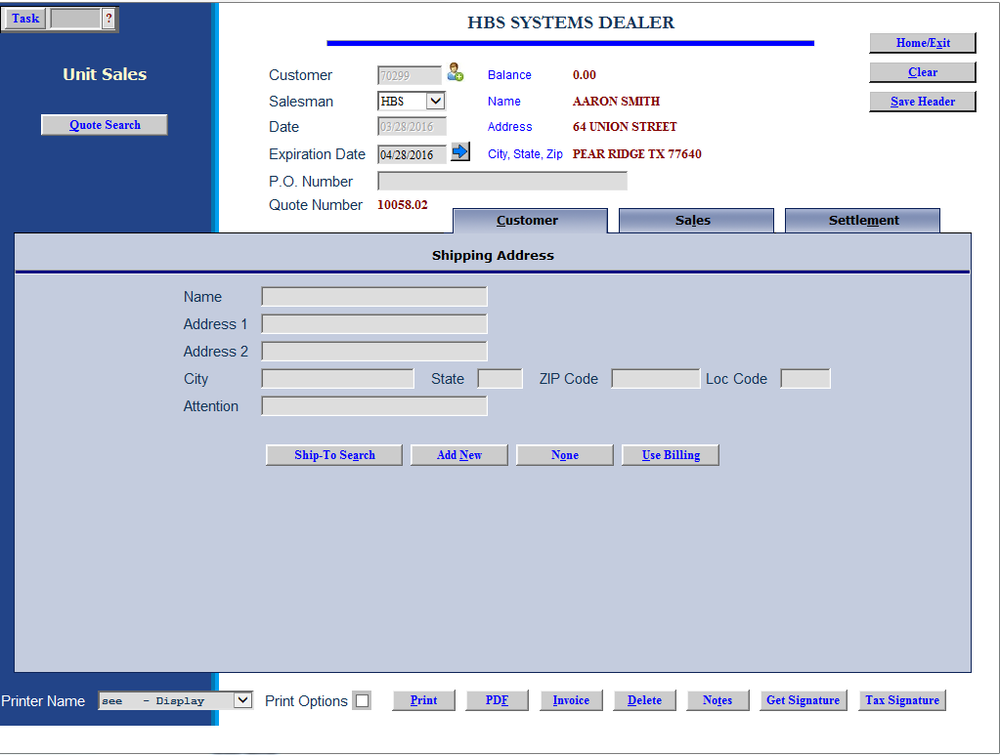 Task ?
HBS SYSTEMS DEALER
Home/Exit
Unit Sales
Customer 70299 Balance 0.00
Clear
Salesman HBS Name AARON SMITH
Save Header
Quote Search
Date 03/28/2016 Address 64 UNION STREET
Expiration Date 04/28/2016 City, State, Zip PEAR RIDGE TX 77640
P.O. Number
Quote Number 10058.02
Customer Sales Settlement
Shipping Address
Name
Address 1
Address 2
City State ZIP Code Loc Code
Attention
Ship-To Search Add New None Use Billing
Printer Name see - Display Print Options Print PDF Invoice Delete Notes Get Signature Tax Signature